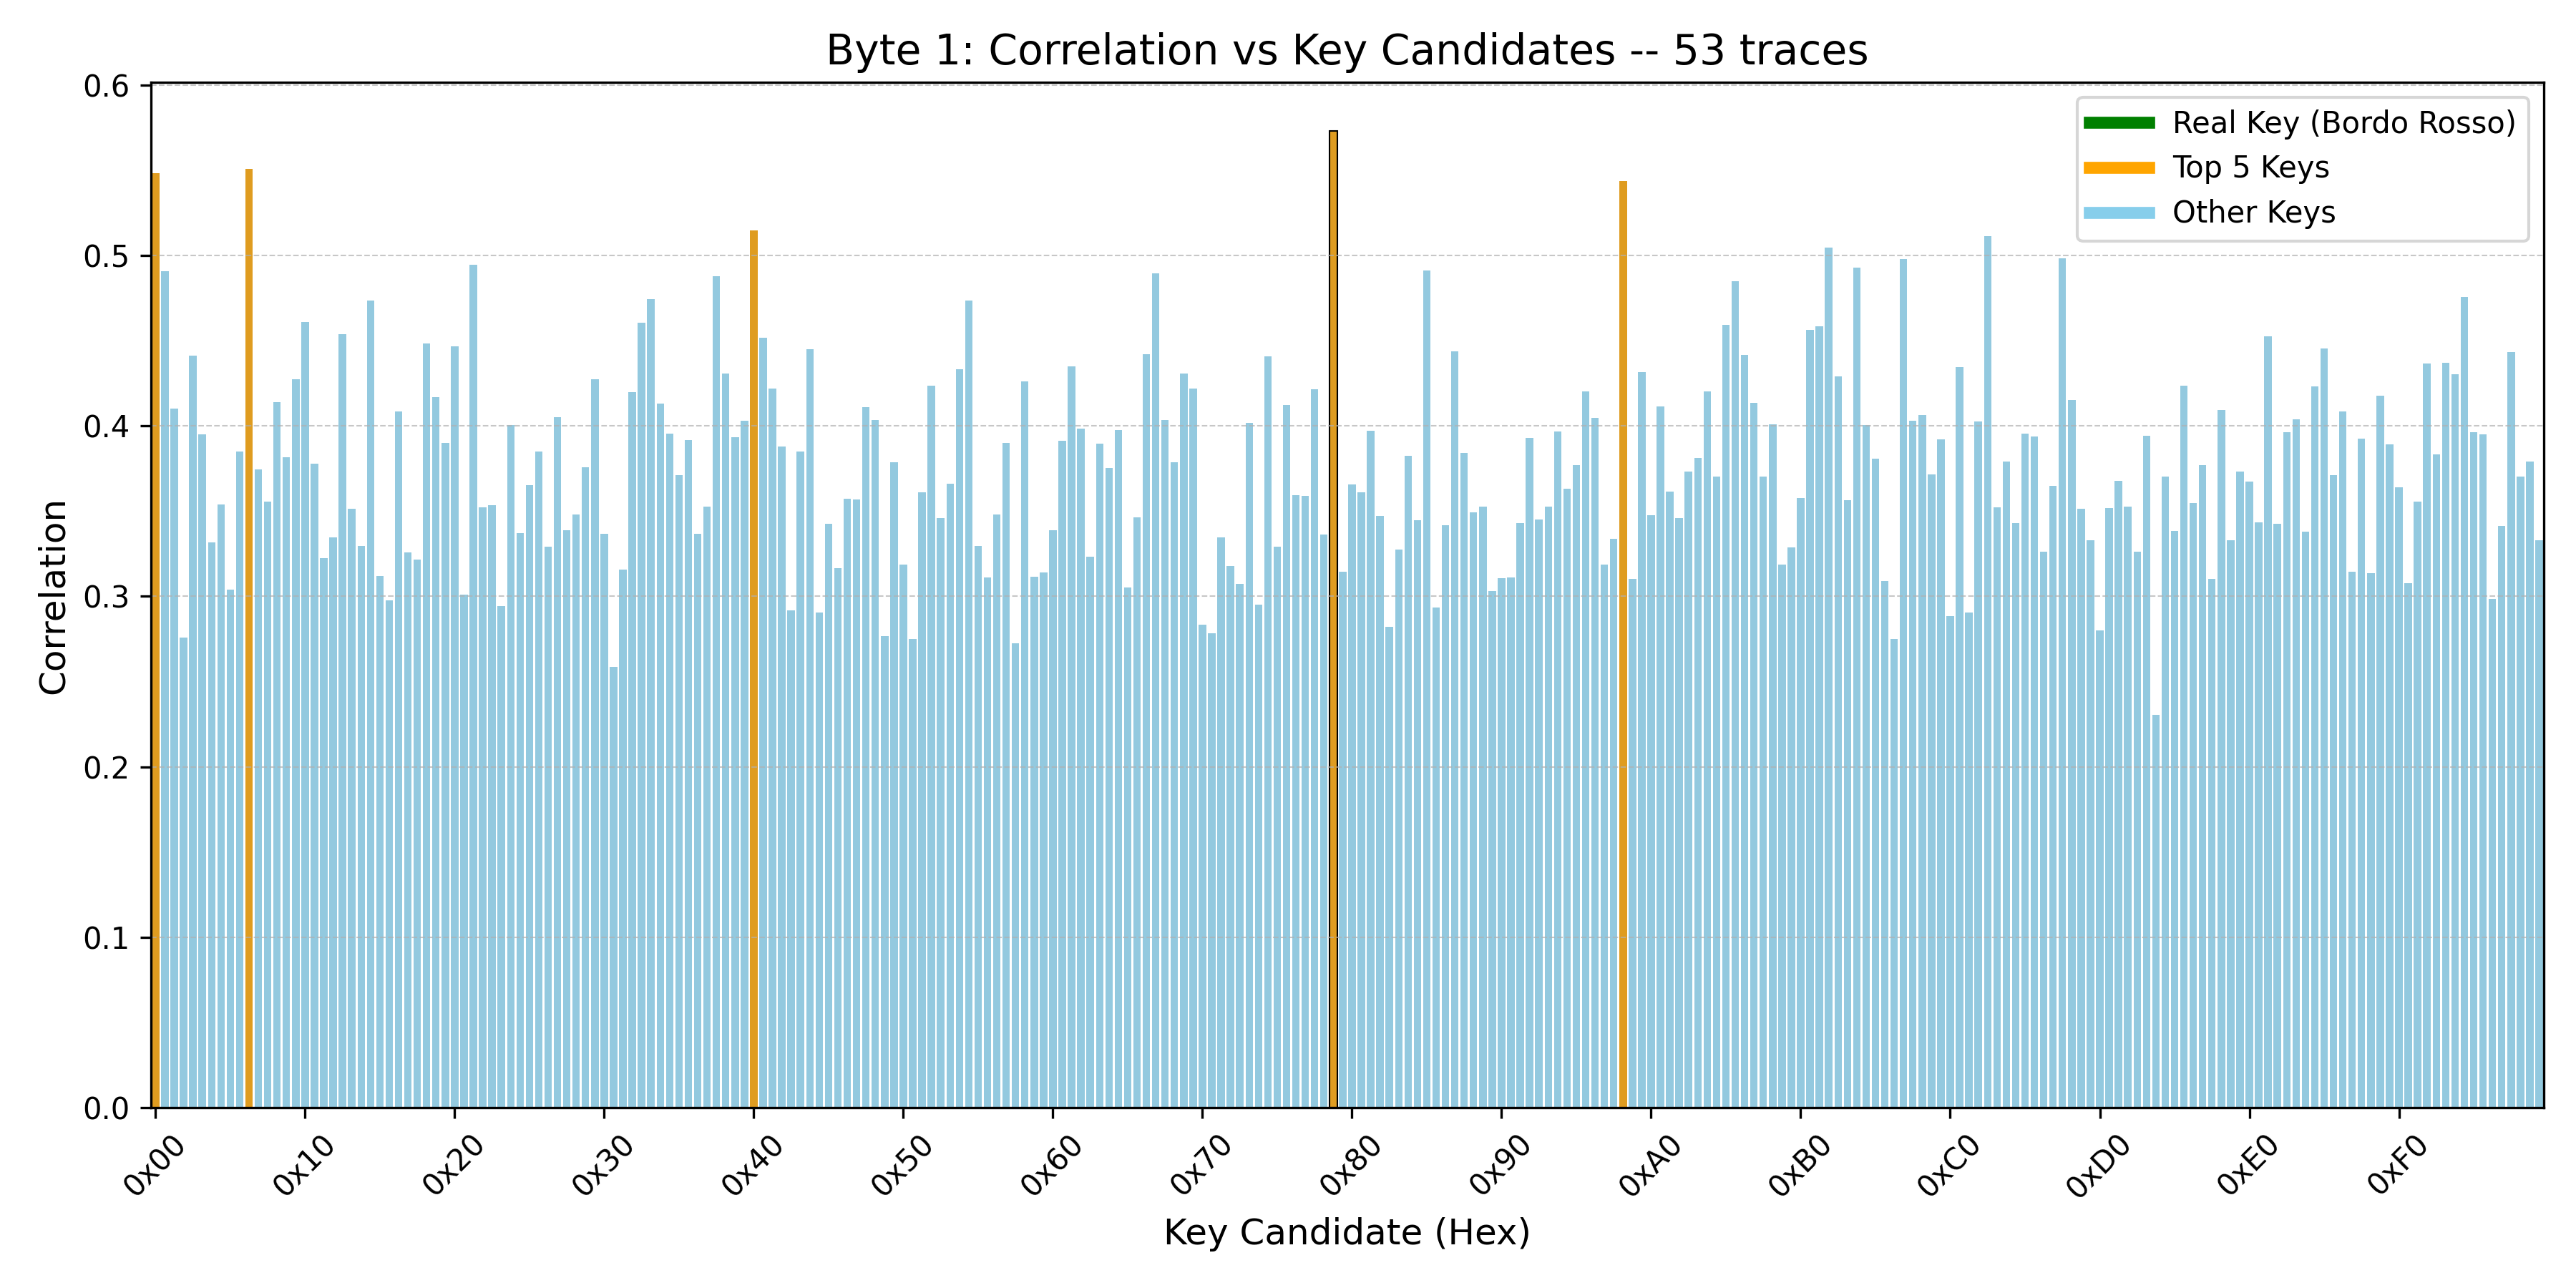 Byte 1: Correlation vs Key Candidates -- 53 traces
Real Key (Bordo Rosso)
Top 5 Keys
Other Keys
0.6
0.5
0.4
0.3
0.2
0.1
0.0
Correlation
0x00 0x10 0x20 0x30 0x40 0x50 0x60 0x70 0x80 0x90 0xA0 0xB0 0xC0 0xD0 0xE0 0xF0
Key Candidate (Hex)